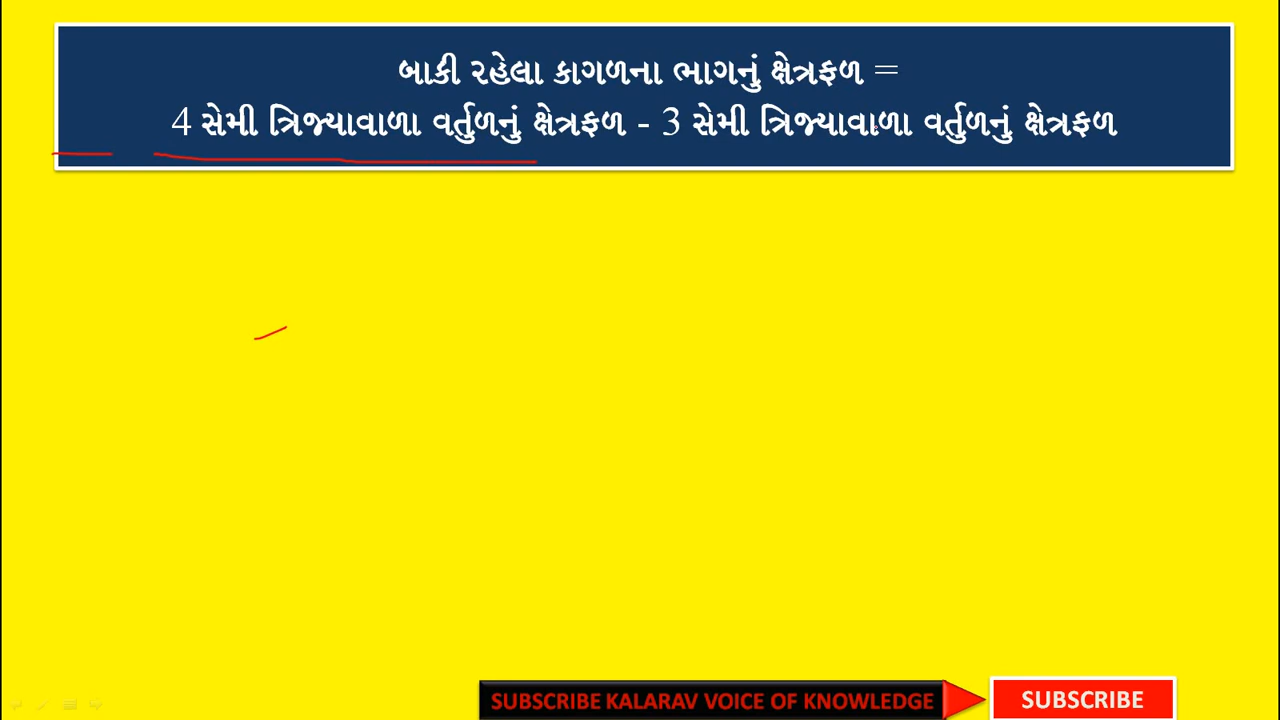 બાકી રહેલા કાગળના ભાગનું ક્ષેત્રફળ =
4 સેમી ત્રિજ્યાવાળા વર્તુળનું ક્ષેત્રફળ - 3 સેમી ત્રિજ્યાવાળા વર્તુળનું ક્ષેત્રફળ
SUBSCRIBE KALARAV VOICE OF KNOWLEDGE
SUBSCRIBE